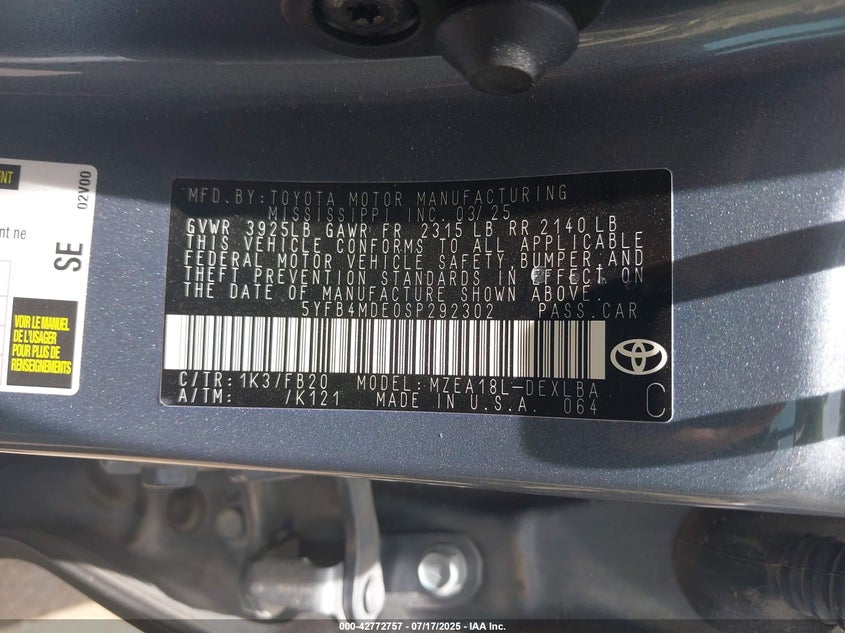 ENT
02V00
nt ne
SE
VOIR LE MANUEL
DE L'USAGER
POUR PLUS DE
RENSEIGNEMENTS
MFD. BY: TOYOTA MOTOR MANUFACTURING
MISSISSIPPI INC. 03/25
GVWR 3925LB GAWR FR 2315 LB RR 2140 LB
THIS VEHICLE CONFORMS TO ALL APPLICABLE
FEDERAL MOTOR VEHICLE SAFETY, BUMPER, AND
THEFT PREVENTION STANDARDS IN EFFECT ON
THE DATE OF MANUFACTURE SHOWN ABOVE.
5YFB4MDE0SP292302 PASS. CAR
C/TR: 1K3/FB20 MODEL: MZEA18L-DEXLBA
A/TM: /K121 MADE IN U.S.A. 064
C
000-42772757 - 07/17/2025 - IAA Inc.